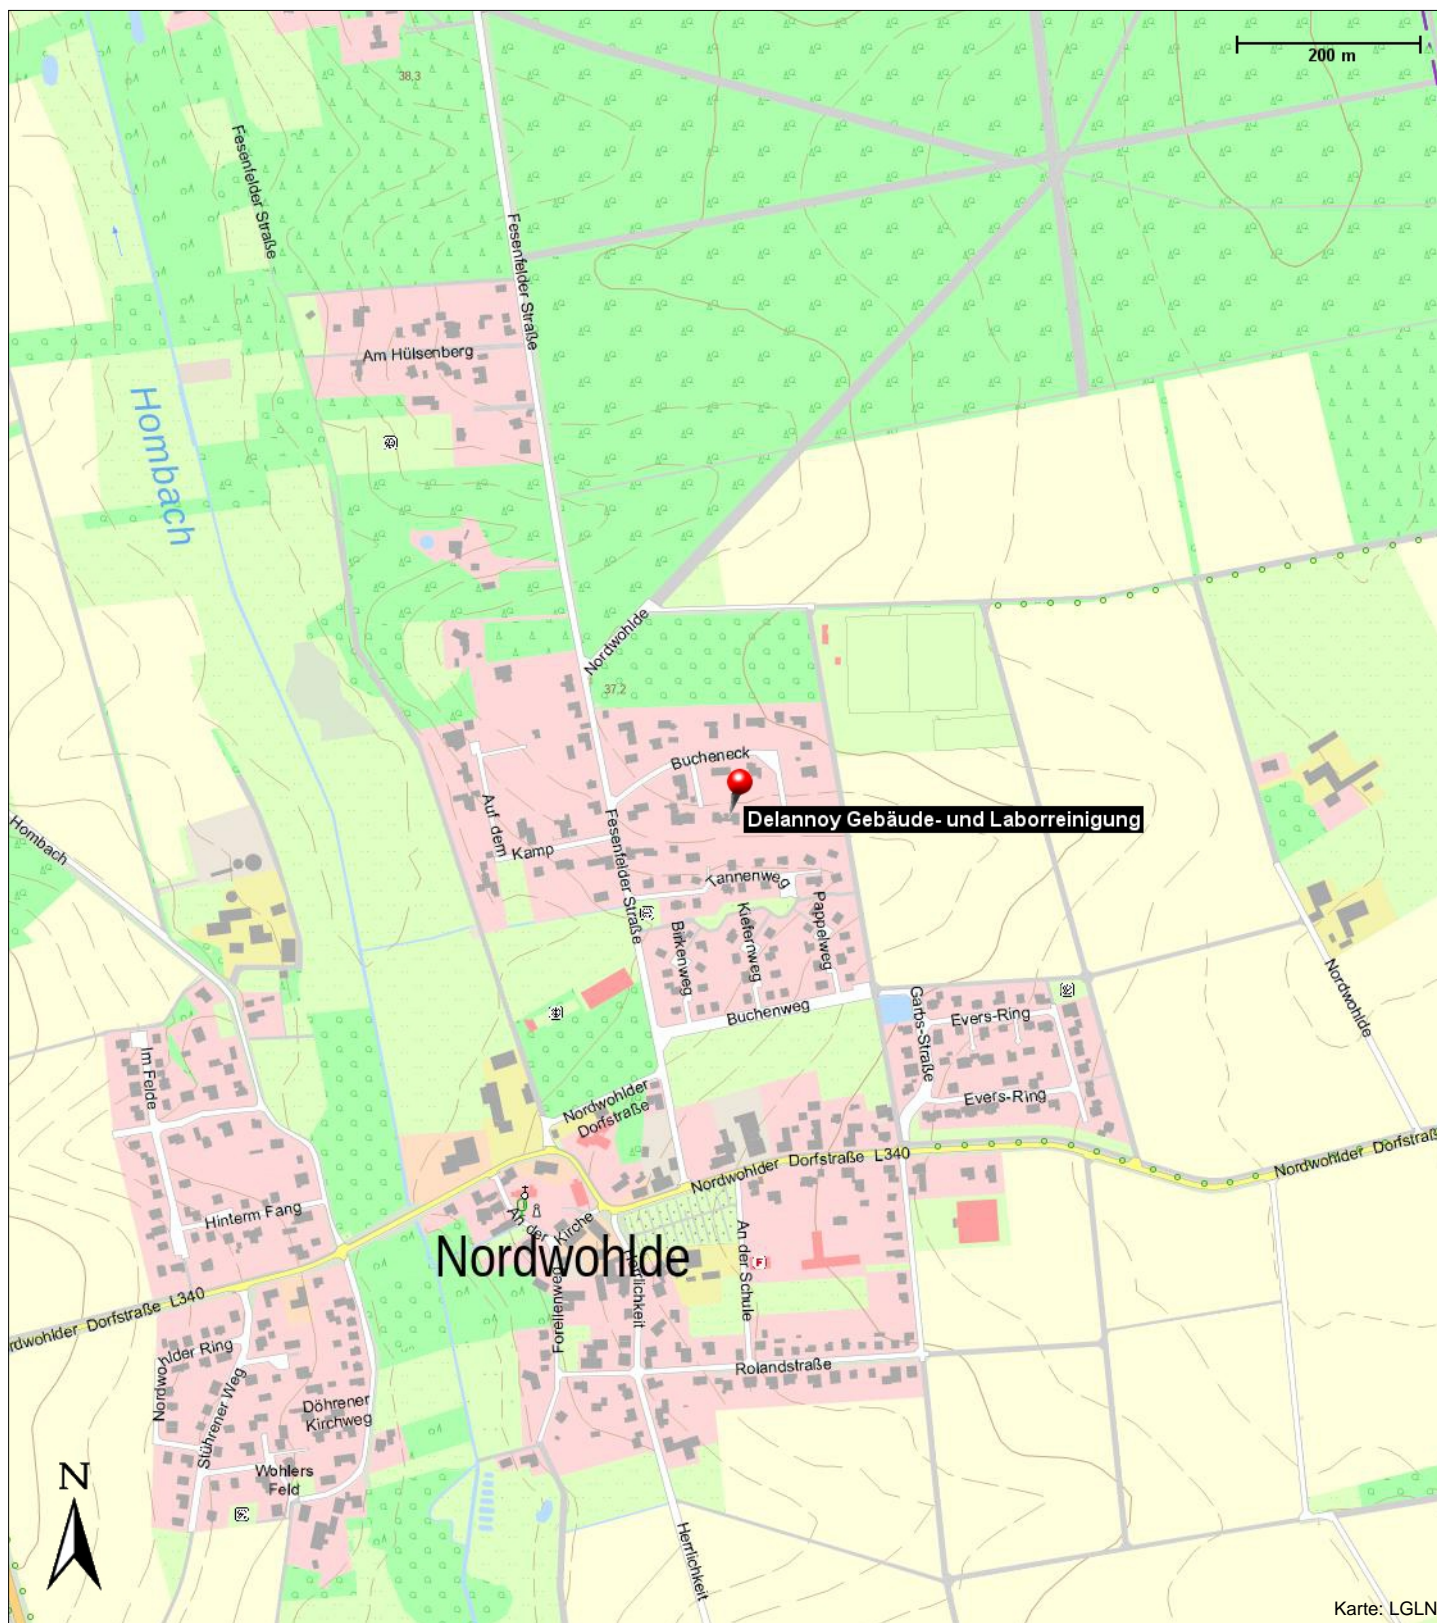 200 m
38,3
Fesenfelder Straße
Fesenfelder Straße
Am Hülsenberg
Hombach
Nordwohlde
37,2
Bucheneck
Delannoy Gebäude- und Laborreinigung
Auf dem
Kamp
Fesenfelder Straße
Hombach
Tannenweg
Birkenweg
Kiefernweg
Pappelweg
Nordwohlde
Buchenweg
Garbs-Straße
Evers-Ring
Im Felde
Evers-Ring
Nordwohlder
Dorfstraße
Nordwohlder Dorfstraße L340
Nordwohlder
Hinterm Fang
An der Kirche
Nordwohlde
Herrlichkeit
An der Schule
F
Forellenweg
Dorfstraße L340
Nordwohlder Ring
Rolandstraße
Stührener Weg
Döhrener
Kirchweg
Wohlers
Feld
N
Herrlichkeit
Karte: LGLN